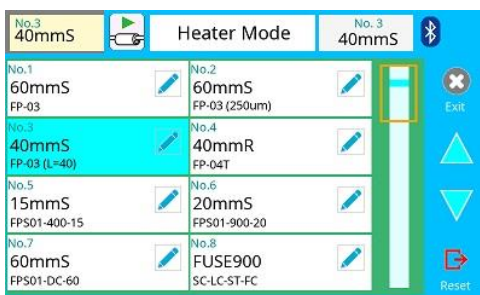 No.3
40mmS
Heater Mode
No. 3
40mmS
No.1
60mmS
FP-03
No.2
60mmS
FP-03 (250um)
Exit
No.3
40mmS
FP-03 (L=40)
No.4
40mmR
FP-04T
No.5
15mmS
FPS01-400-15
No.6
20mmS
FPS01-900-20
No.7
60mmS
FPS01-DC-60
No.8
FUSE900
SC-LC-ST-FC
Reset